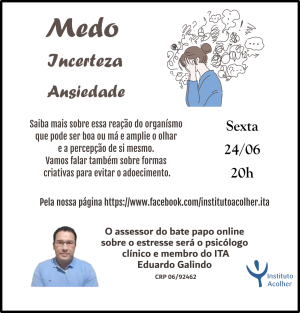 Medo
Incerteza
Ansiedade
Saiba mais sobre essa reação do organismo
que pode ser boa ou má e amplie o olhar
e a percepção de si mesmo.
Vamos falar também sobre formas
criativas para evitar o adoecimento.
Sexta
24/06
20h
Pela nossa página https://www.facebook.com/institutoacolher.ita
O assessor do bate papo online
sobre o estresse será o psicólogo
clínico e membro do ITA
Eduardo Galindo
CRP 06/92462
Instituto
Acolher